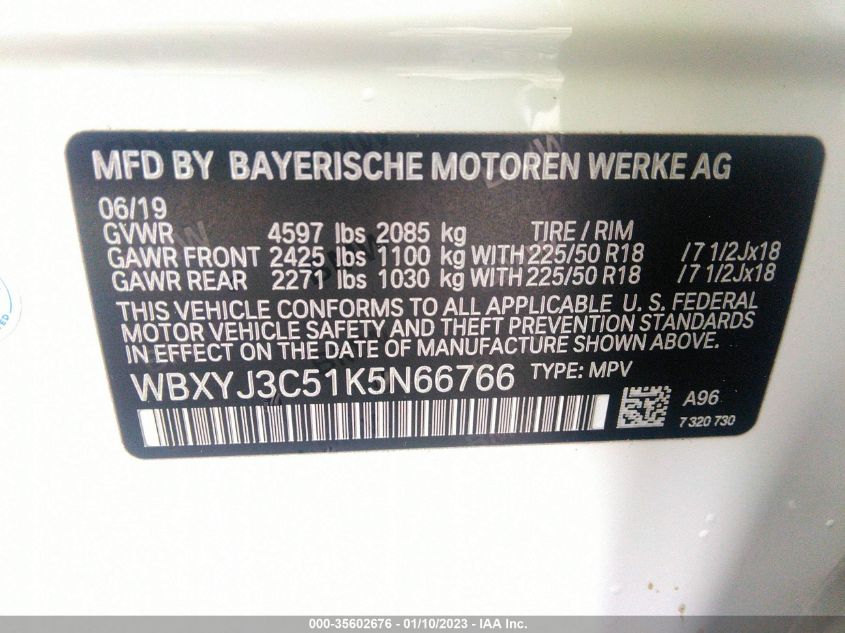 MFD BY BAYERISCHE MOTOREN WERKE AG
06/19
GVWR 4597 lbs 2085 kg TIRE / RIM
GAWR FRONT 2425 lbs 1100 kg WITH 225/50 R18 / 7 1/2Jx18
GAWR REAR 2271 lbs 1030 kg WITH 225/50 R18 / 7 1/2Jx18
THIS VEHICLE CONFORMS TO ALL APPLICABLE U. S. FEDERAL
MOTOR VEHICLE SAFETY AND THEFT PREVENTION STANDARDS
IN EFFECT ON THE DATE OF MANUFACTURE SHOWN ABOVE.
WBXYJ3C51K5N66766 TYPE: MPV
A96
7 320 730
000-35602676 - 01/10/2023 - IAA Inc.